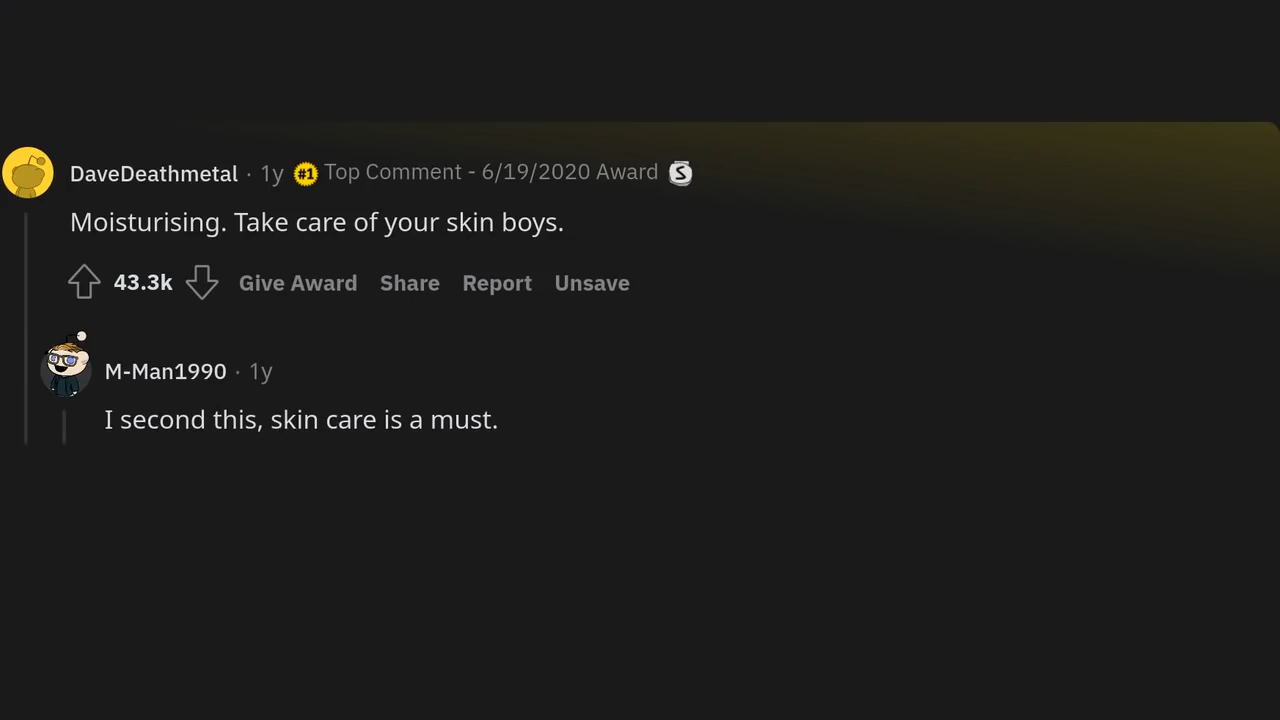 DaveDeathmetal · 1y #1 Top Comment - 6/19/2020 Award S
Moisturising. Take care of your skin boys.
43.3k Give Award Share Report Unsave
M-Man1990 · 1y
I second this, skin care is a must.